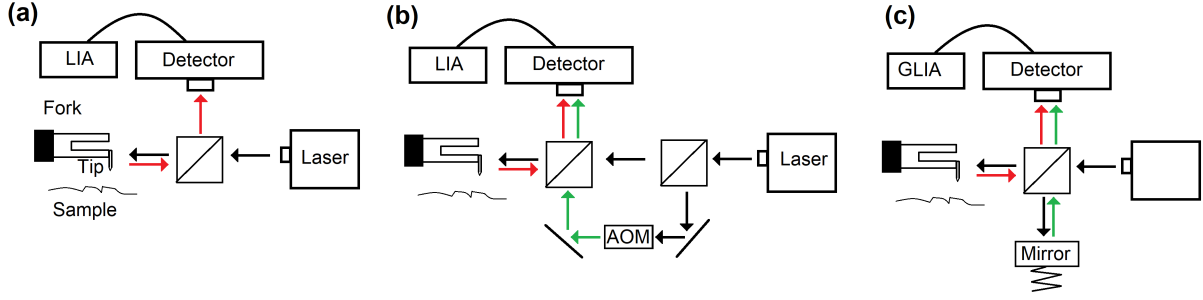 (a)
LIA
Detector
Fork
Tip
Laser
Sample
(b)
LIA
Detector
Laser
AOM
(c)
GLIA
Detector
Mirror